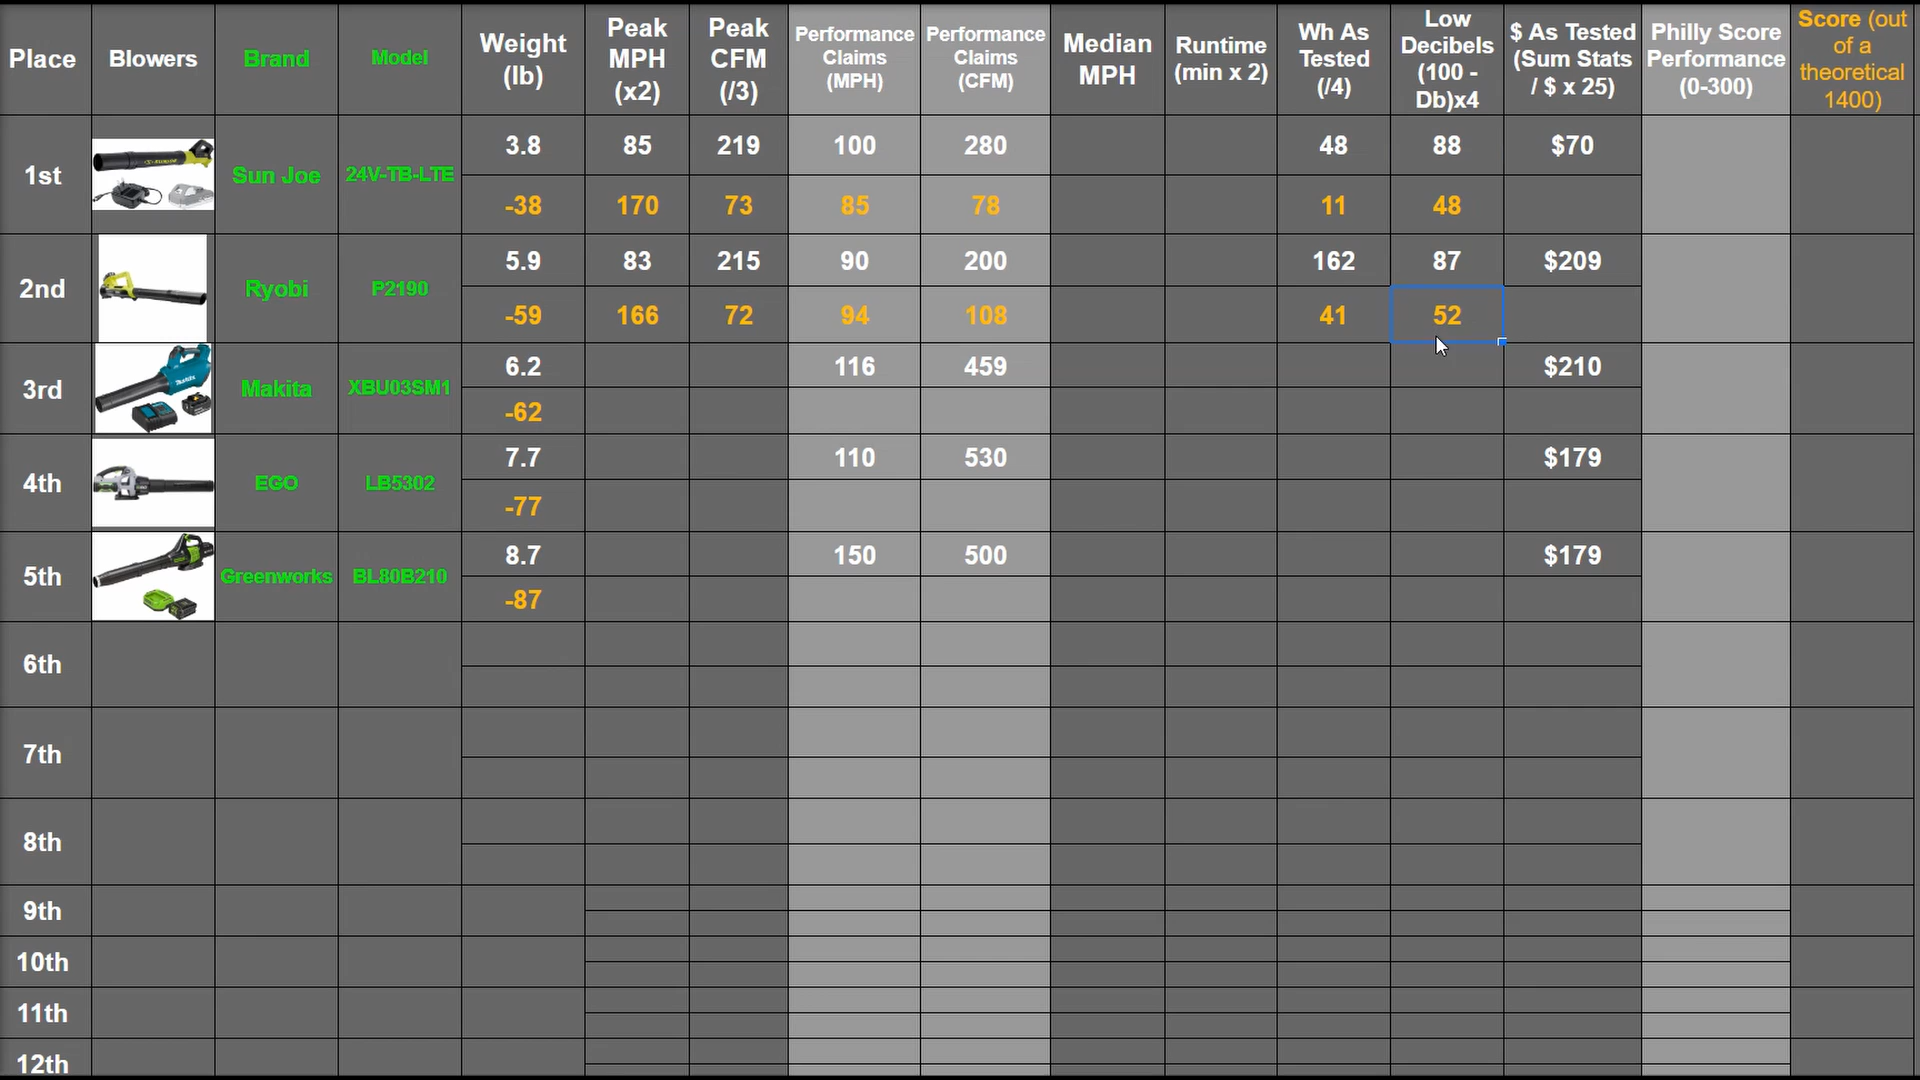 Place
Blowers
Brand
Model
Weight
(lb)
Peak
MPH
(x2)
Peak
CFM
(/3)
Performance
Claims
(MPH)
Performance
Claims
(CFM)
Median
MPH
Runtime
(min x 2)
Wh As
Tested
(/4)
Low
Decibels
(100 -
Db)x4
$ As Tested
(Sum Stats
/ $ x 25)
Philly Score
Performance
(0-300)
Score (out
of a
theoretical
1400)
1st
Sun Joe
24V-TB-LTE
3.8 85 219 100 280 48 88 $70
-38 170 73 85 78 11 48
2nd
Ryobi
P2190
5.9 83 215 90 200 162 87 $209
-59 166 72 94 108 41 52
3rd
Makita
XBU03SM1
6.2 116 459 $210
-62
4th
EGO
LB5302
7.7 110 530 $179
-77
5th
Greenworks
BL80B210
8.7 150 500 $179
-87
6th
7th
8th
9th
10th
11th
12th